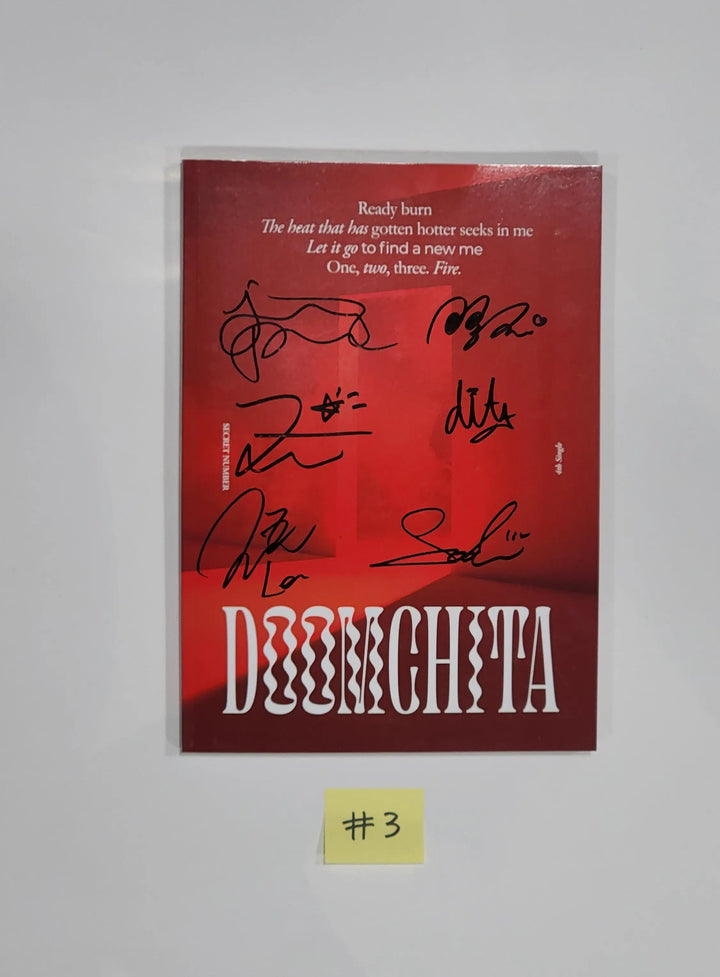 Ready burn
The heat that has gotten hotter seeks in me
Let it go to find a new me
One, two, three. Fire.
dita
SECRET NUMBER
4th Single
DOOMCHITA
#3